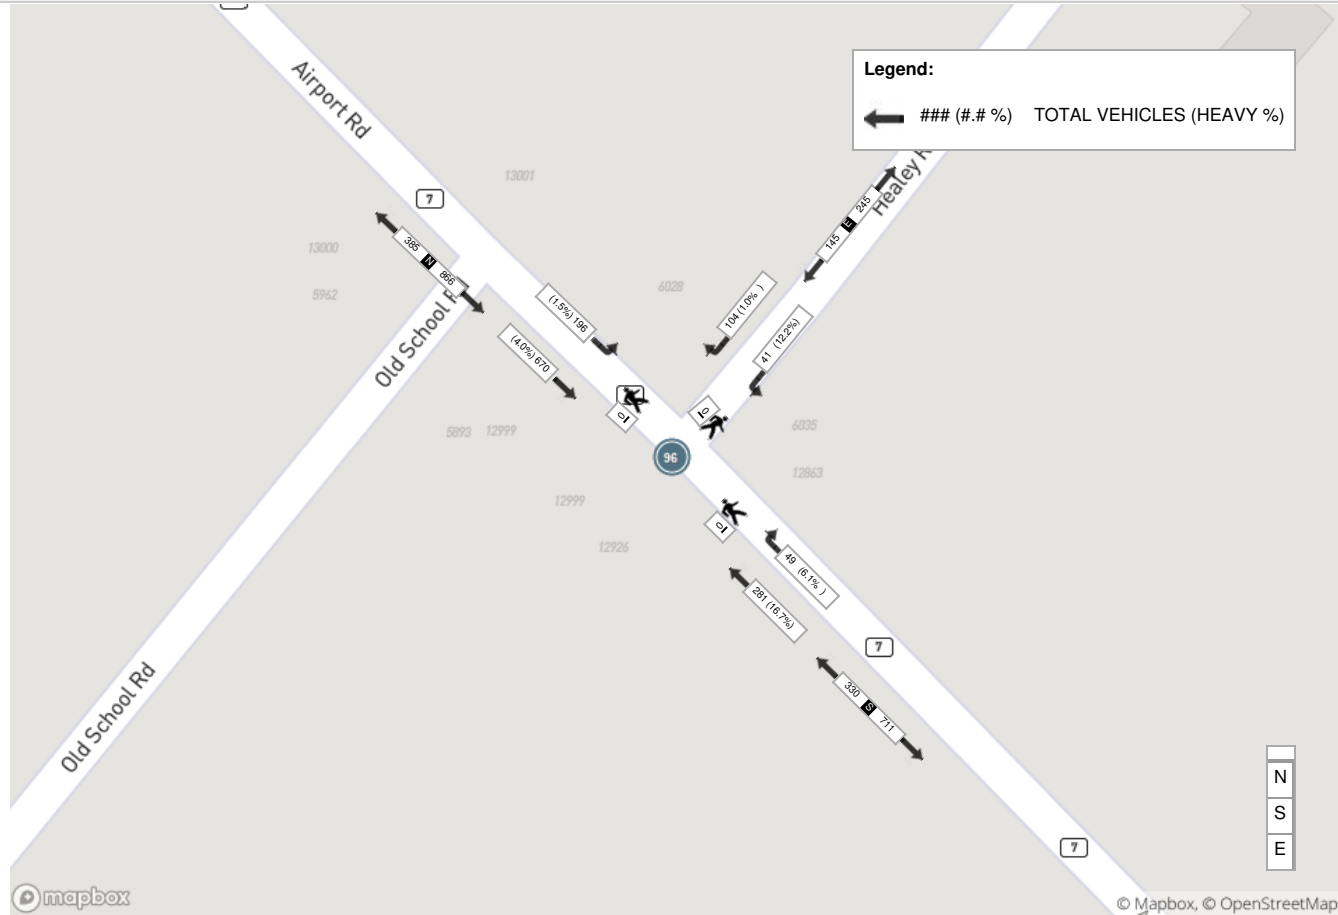 Airport Rd
7
Legend:
### (#.# %) TOTAL VEHICLES (HEAVY %)
13001
Healey R
245 E 145
385 N 866
13000
5962
6028
(1.5%) 196
104 (1.0% )
41 (12.2%)
(4.0%) 670
Old School R
0
0
5893 12999
6035
96
12863
12999
12926
0
49 (6.1% )
281 (16.7%)
7
330 S 711
Old School Rd
N
S
E
7
mapbox
© Mapbox, © OpenStreetMap